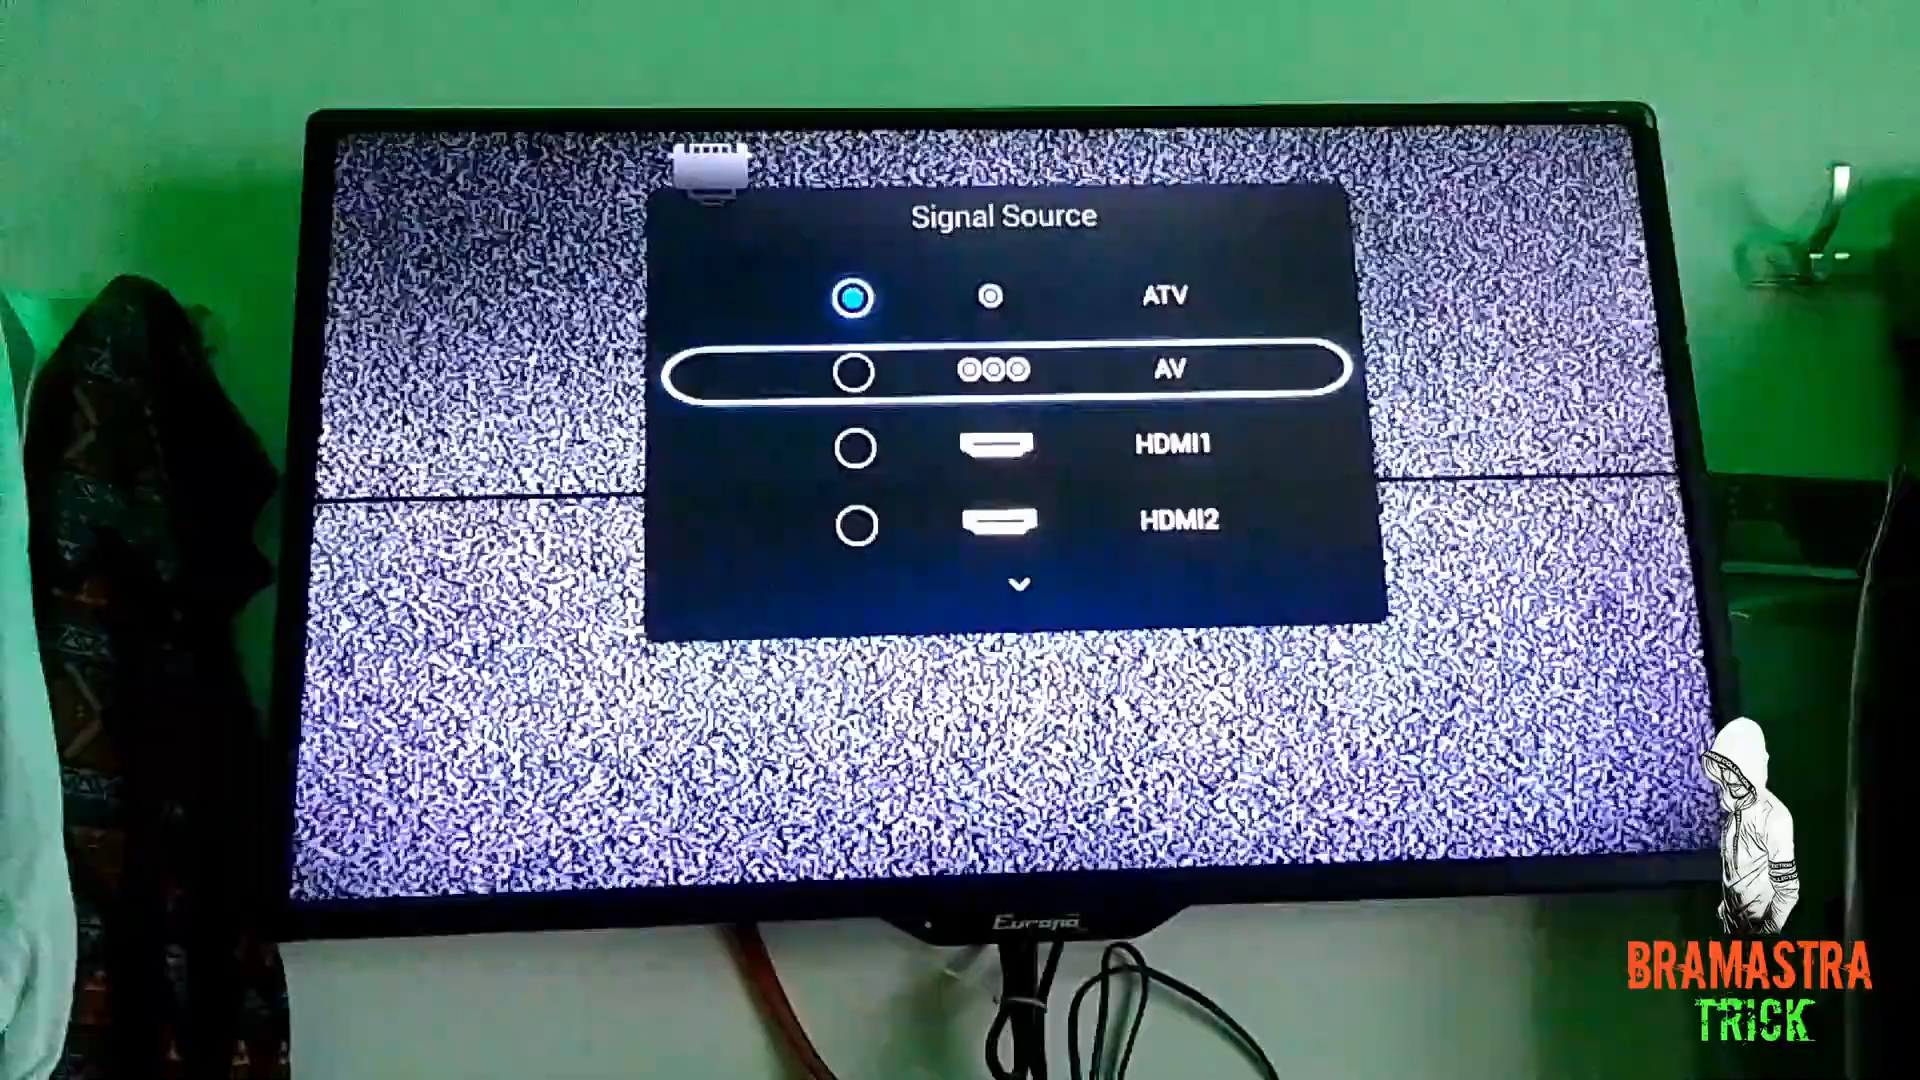 Signal Source
ATV
AV
HDMI1
HDMI2
Europa
BRAMASTRA
TRICK